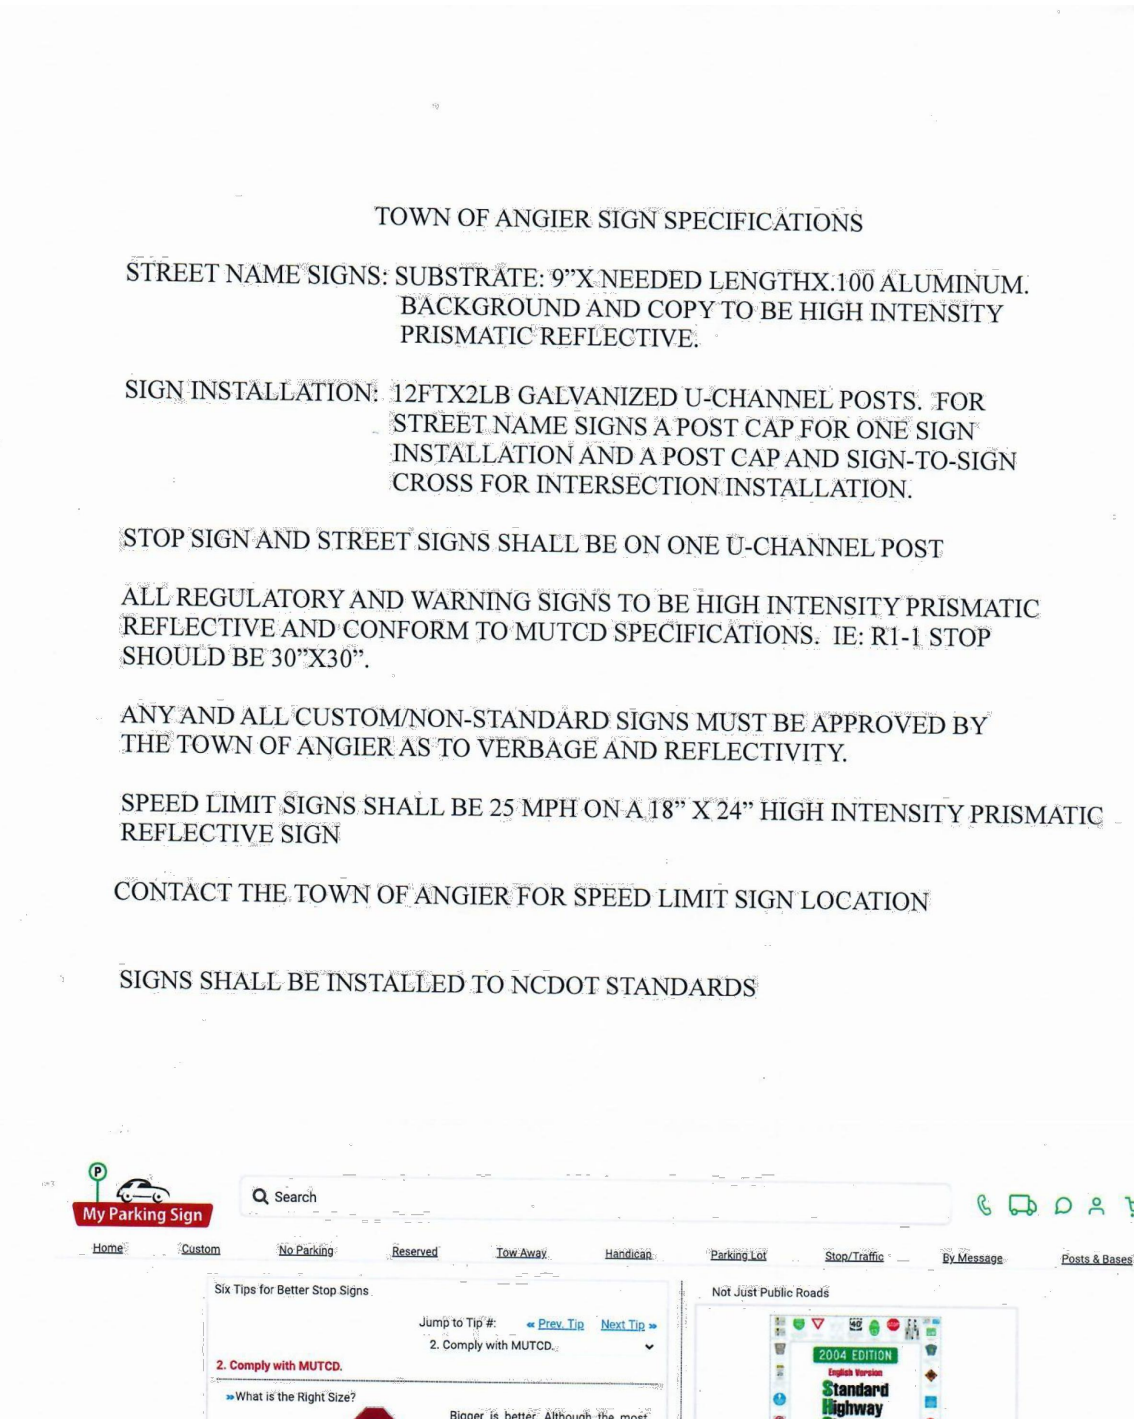 TOWN OF ANGIER SIGN SPECIFICATIONS
STREET NAME SIGNS: SUBSTRATE: 9”X NEEDED LENGTHX.100 ALUMINUM.
BACKGROUND AND COPY TO BE HIGH INTENSITY
PRISMATIC REFLECTIVE.
SIGN INSTALLATION: 12FTX2LB GALVANIZED U-CHANNEL POSTS. FOR
STREET NAME SIGNS A POST CAP FOR ONE SIGN
INSTALLATION AND A POST CAP AND SIGN-TO-SIGN
CROSS FOR INTERSECTION INSTALLATION.
STOP SIGN AND STREET SIGNS SHALL BE ON ONE U-CHANNEL POST
ALL REGULATORY AND WARNING SIGNS TO BE HIGH INTENSITY PRISMATIC
REFLECTIVE AND CONFORM TO MUTCD SPECIFICATIONS. IE: R1-1 STOP
SHOULD BE 30”X30”.
ANY AND ALL CUSTOM/NON-STANDARD SIGNS MUST BE APPROVED BY
THE TOWN OF ANGIER AS TO VERBAGE AND REFLECTIVITY.
SPEED LIMIT SIGNS SHALL BE 25 MPH ON A 18” X 24” HIGH INTENSITY PRISMATIC
REFLECTIVE SIGN
CONTACT THE TOWN OF ANGIER FOR SPEED LIMIT SIGN LOCATION
SIGNS SHALL BE INSTALLED TO NCDOT STANDARDS
P
My Parking Sign
Search
Home Custom No Parking Reserved Tow Away Handicap Parking Lot Stop/Traffic By Message Posts & Bases
Six Tips for Better Stop Signs
Jump to Tip #: « Prev. Tip Next Tip »
2. Comply with MUTCD.
2. Comply with MUTCD.
»What is the Right Size?
Bigger is better. Although the most
Not Just Public Roads
2004 EDITION
English Version
Standard
Highway